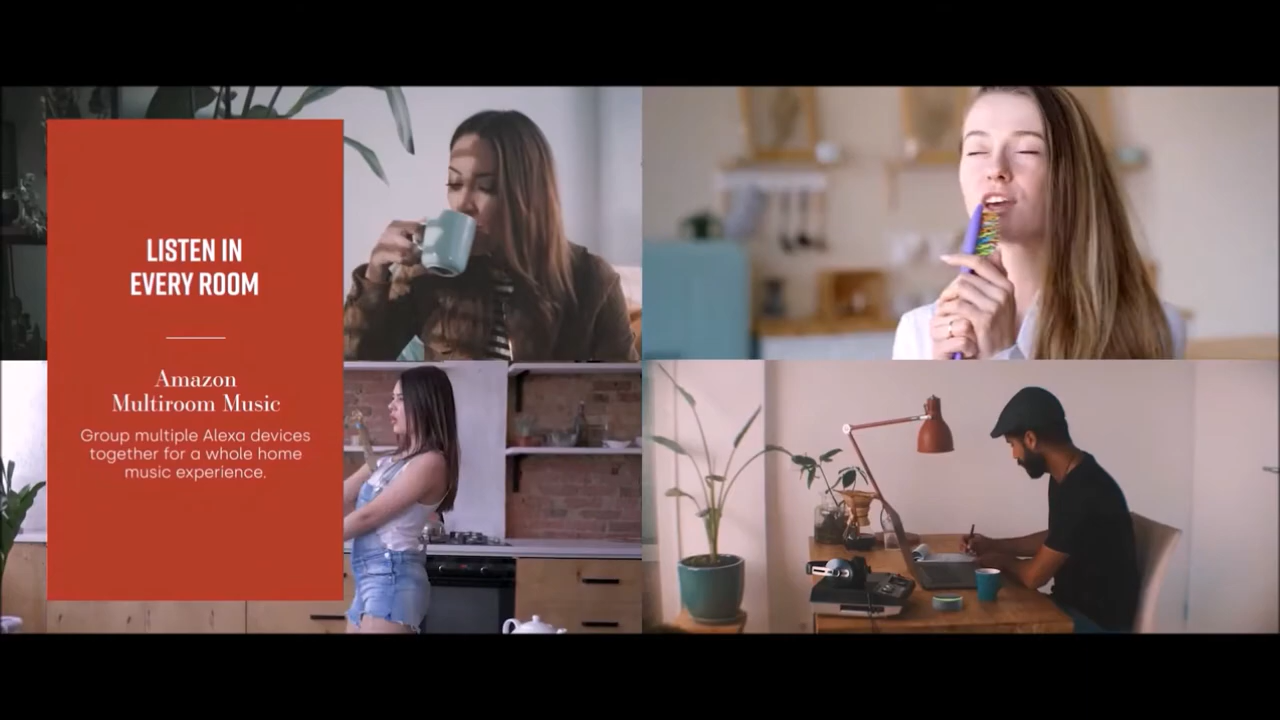 LISTEN IN
EVERY ROOM
Amazon
Multiroom Music
Group multiple Alexa devices
together for a whole home
music experience.